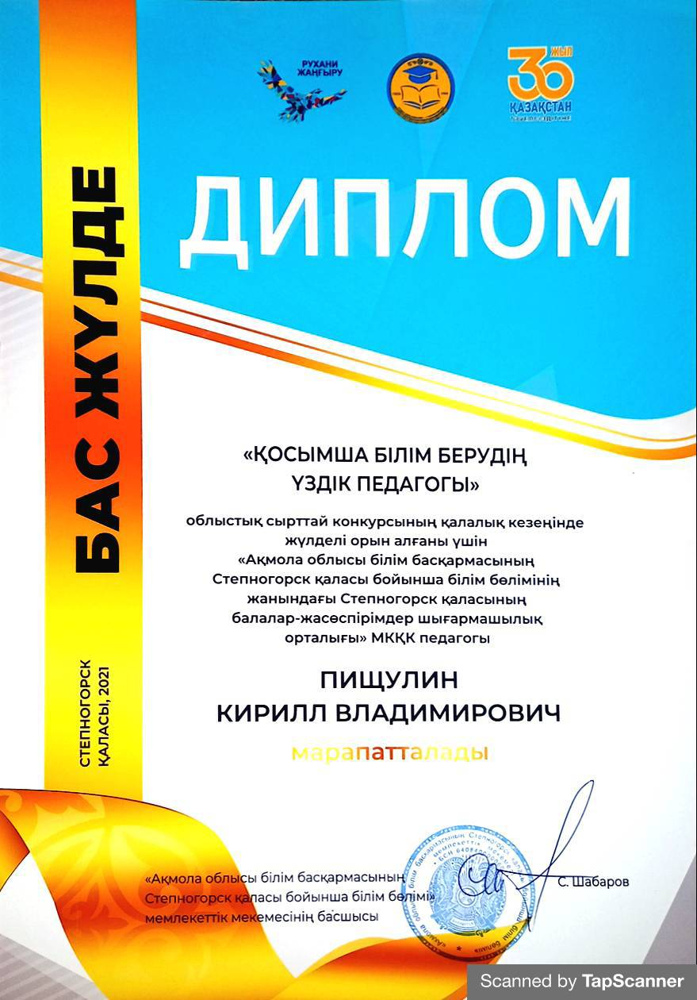 РУХАНИ
ЖАҢҒЫРУ
30 ЖЫЛ
ҚАЗАҚСТАН
ДИПЛОМ
БАС ЖҮЛДЕ
«ҚОСЫМША БІЛІМ БЕРУДІҢ
ҮЗДІК ПЕДАГОГЫ»
облыстық сырттай конкурсының қалалық кезеңінде
жүлделі орын алғаны үшін
«Ақмола облысы білім басқармасының
Степногорск қаласы бойынша білім бөлімінің
жанындағы Степногорск қаласының
балалар-жасөспірімдер шығармашылық
орталығы» МКҚК педагогы
ПИЩУЛИН
КИРИЛЛ ВЛАДИМИРОВИЧ
марапатталады
СТЕПНОГОРСК
ҚАЛАСЫ, 2021
«Ақмола облысы білім басқармасының
Степногорск қаласы бойынша білім бөлімі»
мемлекеттік мекемесінің басшысы
С. Шабаров
Scanned by TapScanner